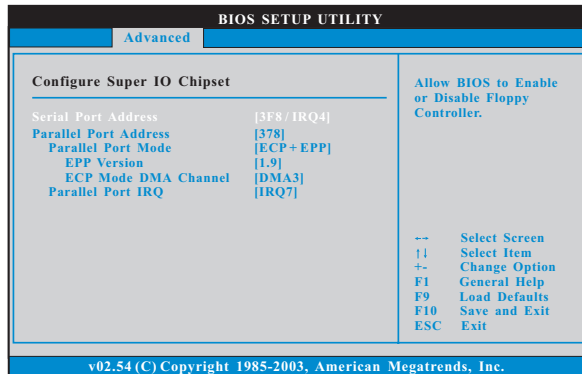 BIOS SETUP UTILITY
Advanced
Configure Super IO Chipset
Serial Port Address [3F8 / IRQ4]
Parallel Port Address [378]
Parallel Port Mode [ECP + EPP]
EPP Version [1.9]
ECP Mode DMA Channel [DMA3]
Parallel Port IRQ [IRQ7]
Allow BIOS to Enable
or Disable Floppy
Controller.
←→ Select Screen
↑↓ Select Item
+- Change Option
F1 General Help
F9 Load Defaults
F10 Save and Exit
ESC Exit
v02.54 (C) Copyright 1985-2003, American Megatrends, Inc.